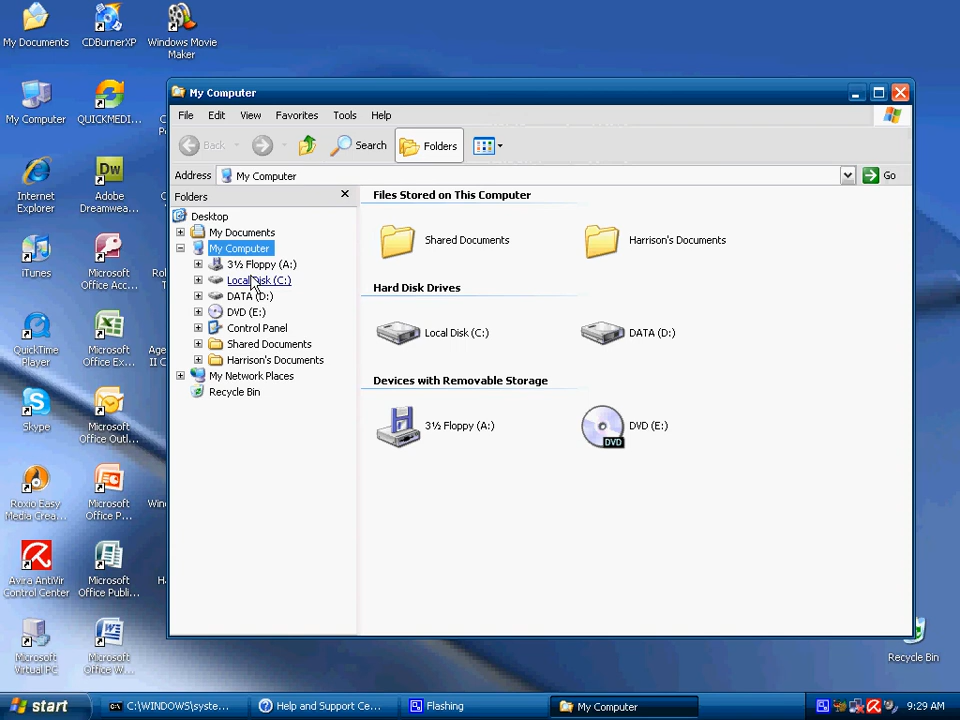 My Documents
CDBurnerXP
Windows Movie
Maker
My Computer
QUICKMEDI...
Internet
Explorer
Adobe
Dreamwea...
iTunes
Microsoft
Office Acc...
QuickTime
Player
Microsoft
Office Ex...
Skype
Microsoft
Office Outl...
Roxio Easy
Media Crea...
Microsoft
Office P...
Avira AntiVir
Control Center
Microsoft
Office Publi...
Microsoft
Virtual PC
Microsoft
Office W...
My Computer
File Edit View Favorites Tools Help
Back Search Folders
Address My Computer Go
Folders
Desktop
My Documents
My Computer
3½ Floppy (A:)
Local Disk (C:)
DATA (D:)
DVD (E:)
Control Panel
Shared Documents
Harrison's Documents
My Network Places
Recycle Bin
Files Stored on This Computer
Shared Documents Harrison's Documents
Hard Disk Drives
Local Disk (C:) DATA (D:)
Devices with Removable Storage
3½ Floppy (A:) DVD (E:)
DVD
Recycle Bin
start C:\WINDOWS\syste... Help and Support Ce... Flashing My Computer 9:29 AM